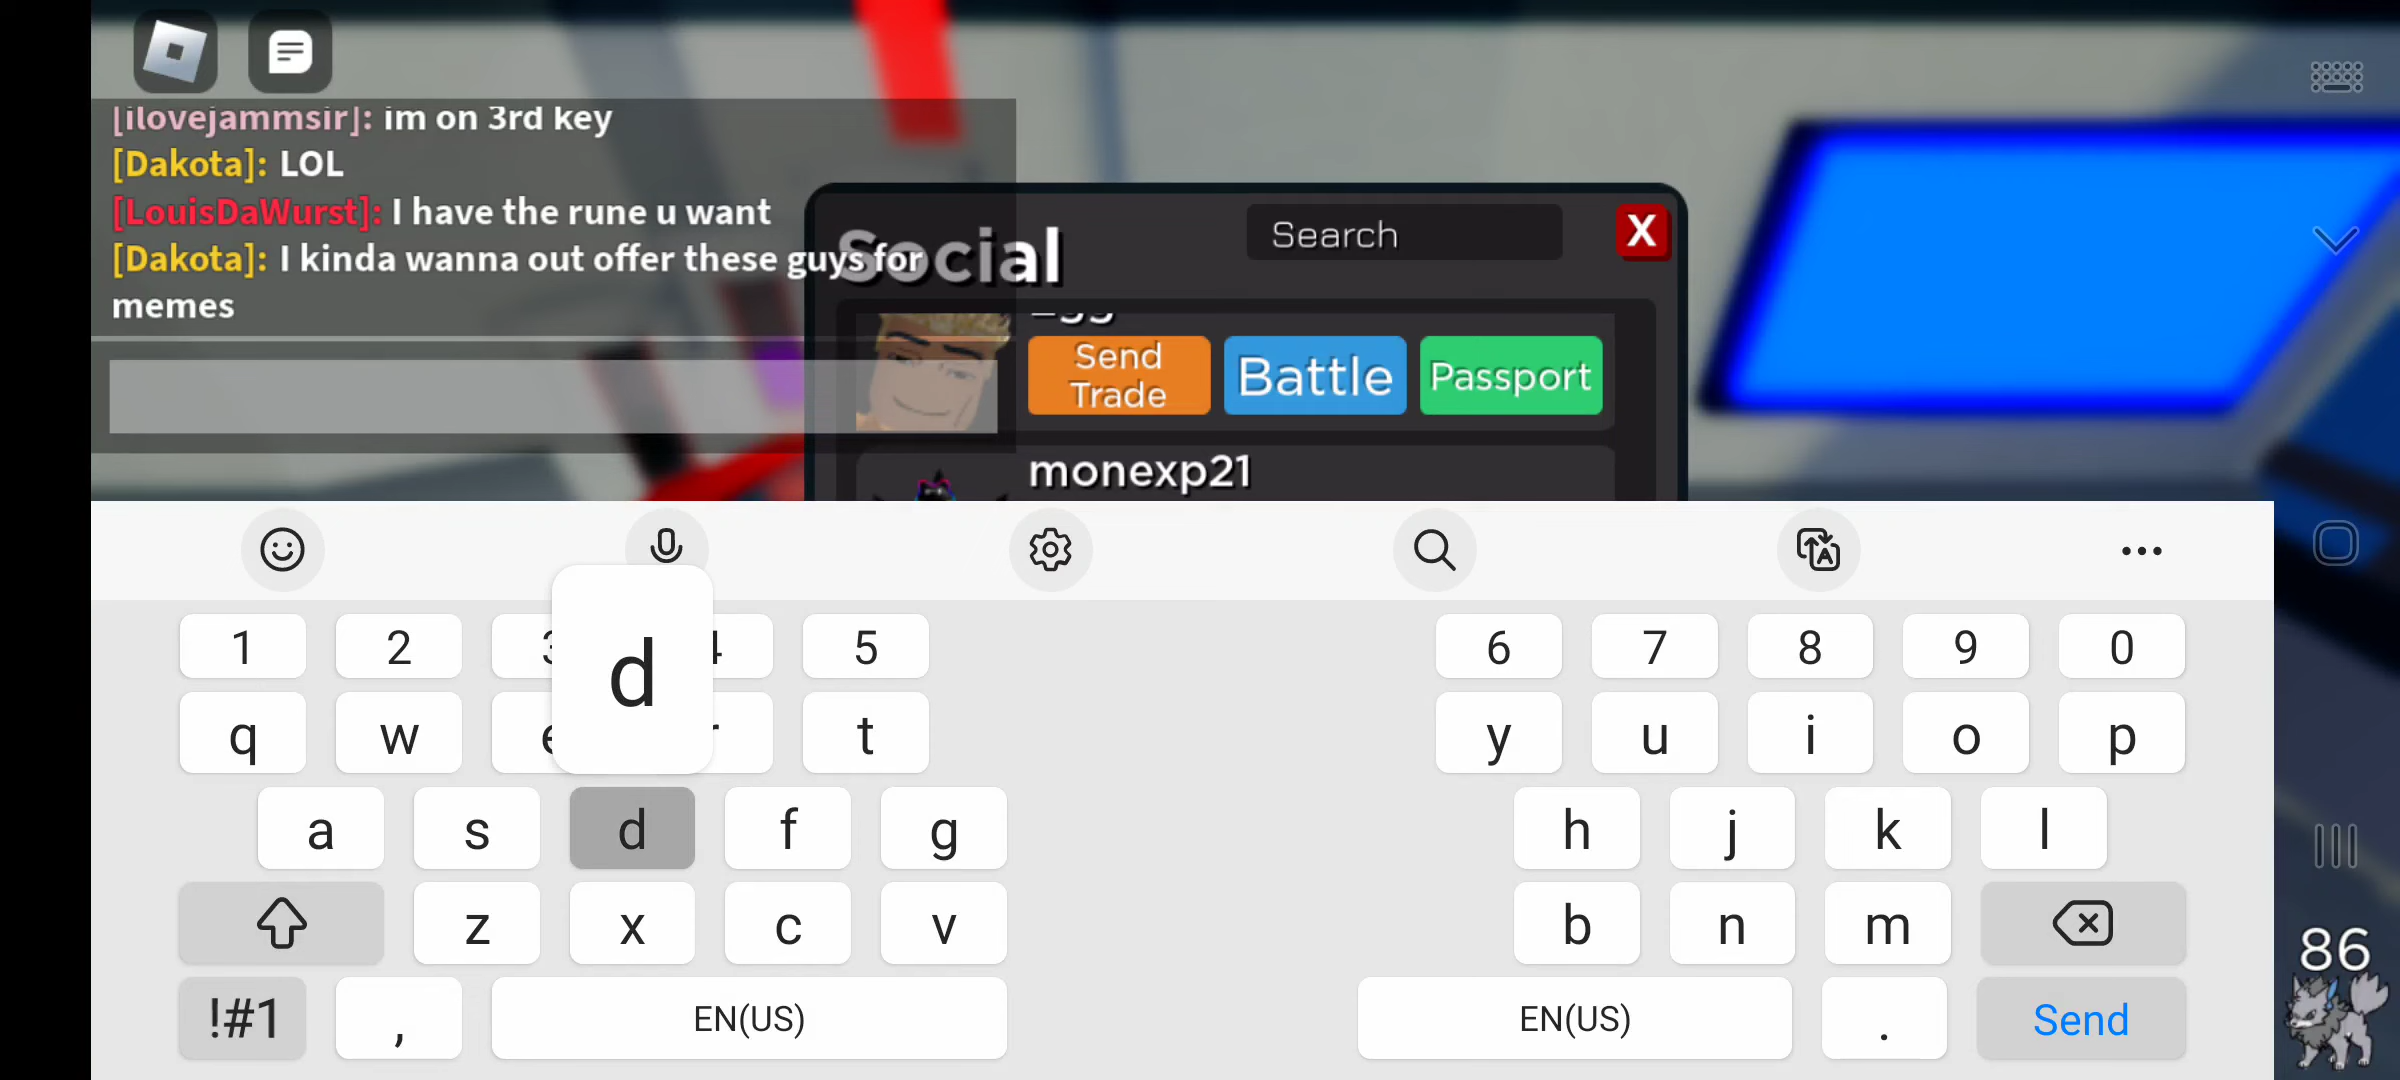 [ilovejammsir]: im on 3rd key
[Dakota]: LOL
[LouisDaWurst]: I have the rune u want
[Dakota]: I kinda wanna out offer these guys for
memes
Social
Search
X
Send
Trade
Battle
Passport
monexp21
d
1 2 3 4 5 6 7 8 9 0
q w e r t y u i o p
a s d f g h j k l
z x c v b n m
!#1 , EN(US) EN(US) . Send
86